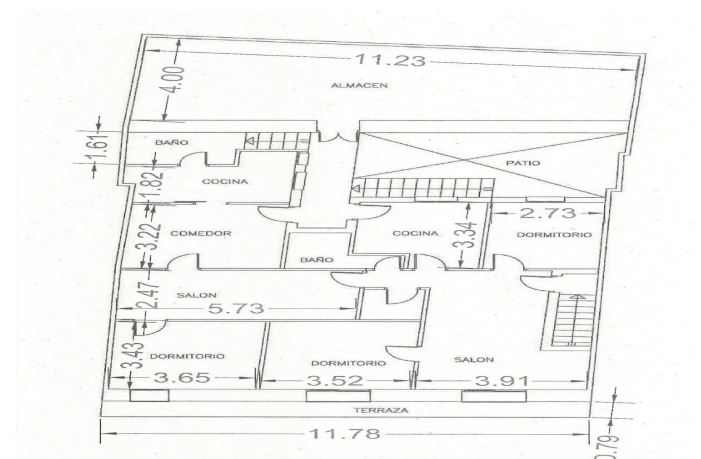 11.23
4.00
ALMACEN
1.61
BAÑO
PATIO
1.82
COCINA
2.73
3.22
COMEDOR
COCINA
3.34
DORMITORIO
BAÑO
2.47
SALON
5.73
3.43
DORMITORIO
DORMITORIO
SALON
3.65
3.52
3.91
TERRAZA
11.78
0.79